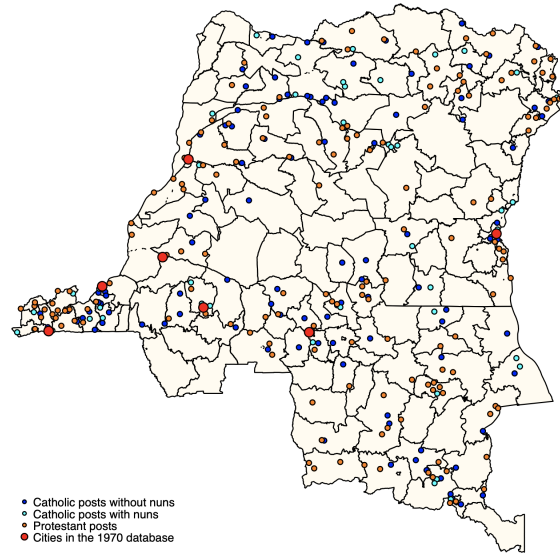 Catholic posts without nuns
Catholic posts with nuns
Protestant posts
Cities in the 1970 database